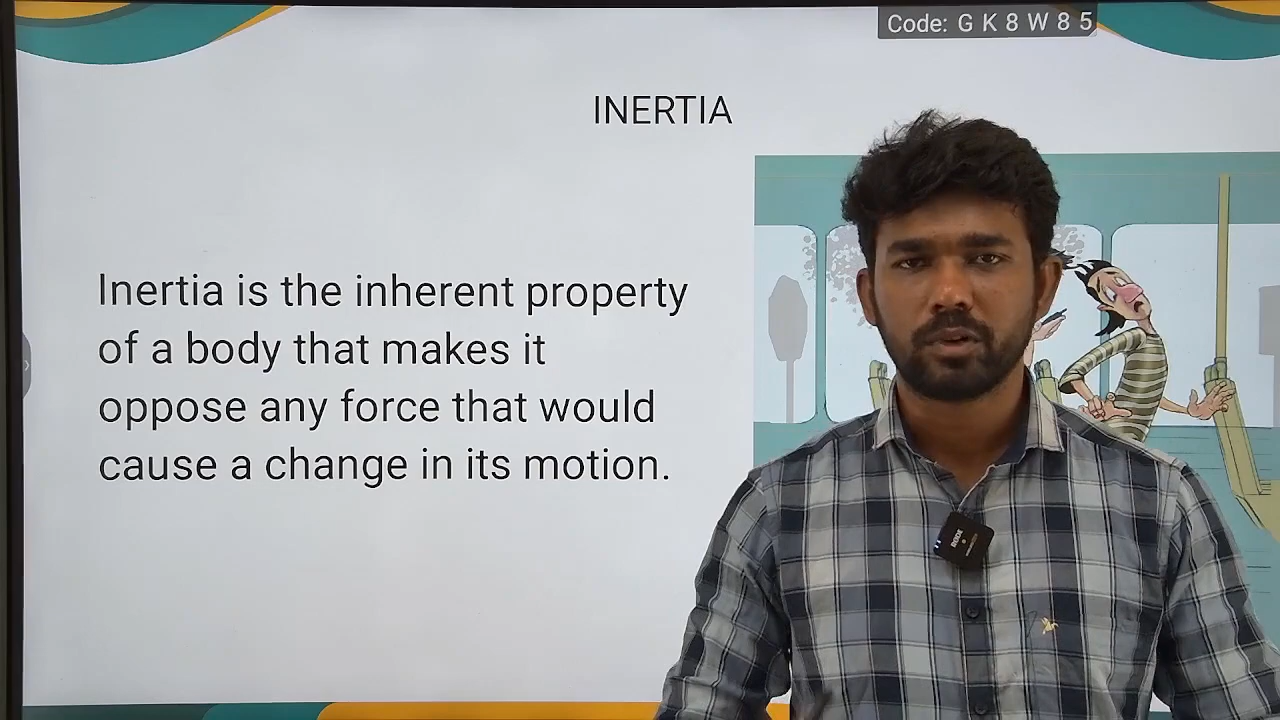 Code: G K 8 W 8 5
INERTIA
Inertia is the inherent property
of a body that makes it
oppose any force that would
cause a change in its motion.
RØDE